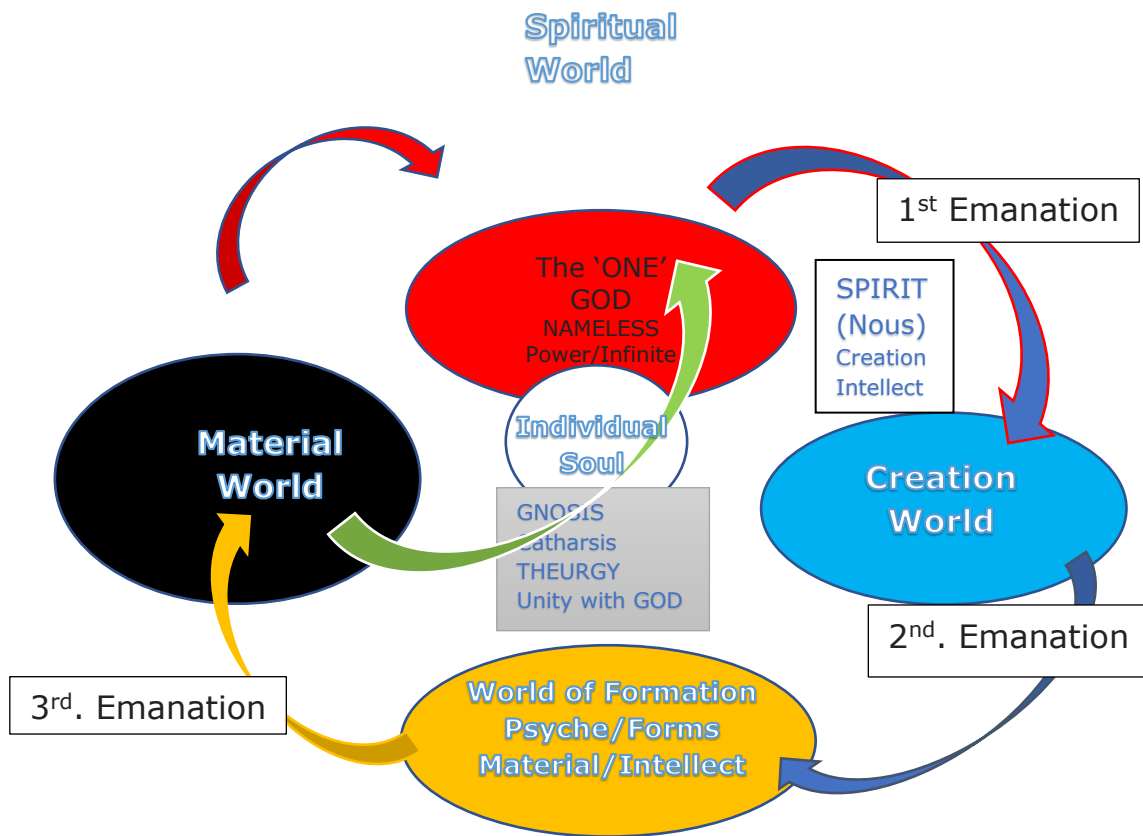 Spiritual
World
1st Emanation
The ‘ONE’
GOD
NAMELESS
Power/Infinite
SPIRIT
(Nous)
Creation
Intellect
Individual
Soul
Material
World
Creation
World
GNOSIS
Catharsis
THEURGY
Unity with GOD
2nd. Emanation
3rd. Emanation
World of Formation
Psyche/Forms
Material/Intellect